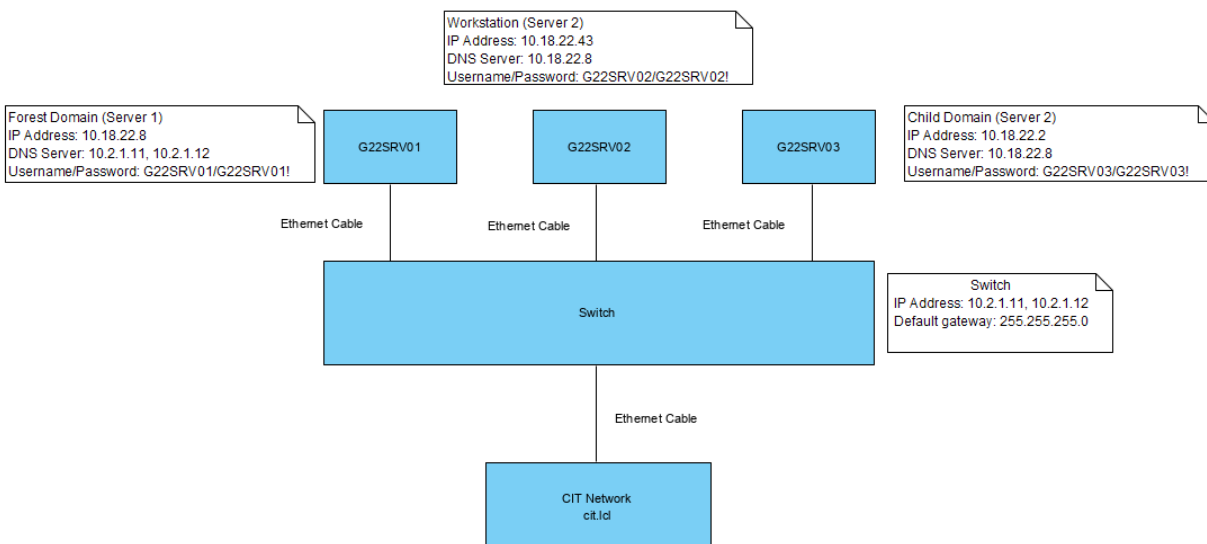 Workstation (Server 2)
IP Address: 10.18.22.43
DNS Server: 10.18.22.8
Username/Password: G22SRV02/G22SRV02!
Forest Domain (Server 1)
IP Address: 10.18.22.8
DNS Server: 10.2.1.11, 10.2.1.12
Username/Password: G22SRV01/G22SRV01!
G22SRV01
G22SRV02
G22SRV03
Child Domain (Server 2)
IP Address: 10.18.22.2
DNS Server: 10.18.22.8
Username/Password: G22SRV03/G22SRV03!
Ethernet Cable
Ethernet Cable
Ethernet Cable
Switch
Switch
IP Address: 10.2.1.11, 10.2.1.12
Default gateway: 255.255.255.0
Ethernet Cable
CIT Network
cit.lcl